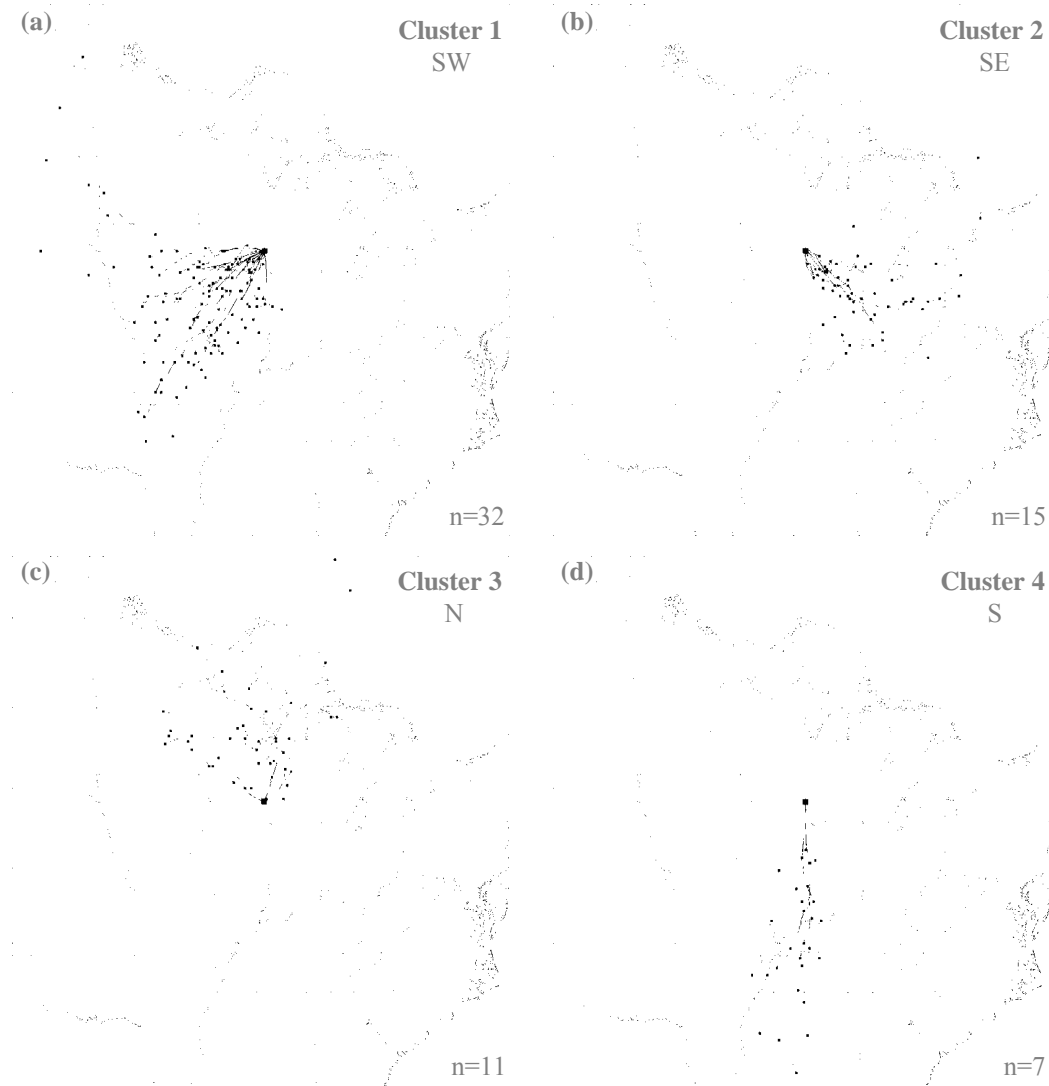 (a)
Cluster 1
SW
n=32
(b)
Cluster 2
SE
n=15
(c)
Cluster 3
N
n=11
(d)
Cluster 4
S
n=7